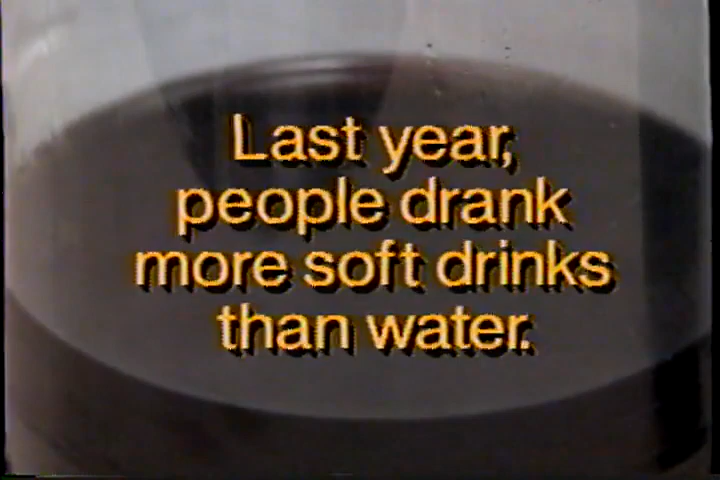 Last year,
people drank
more soft drinks
than water.